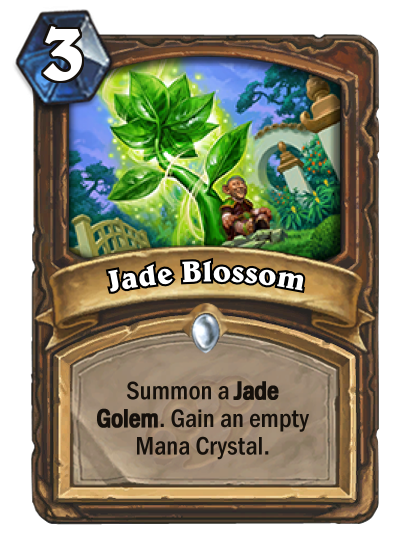 3
Jade Blossom
Summon a Jade
Golem. Gain an empty
Mana Crystal.